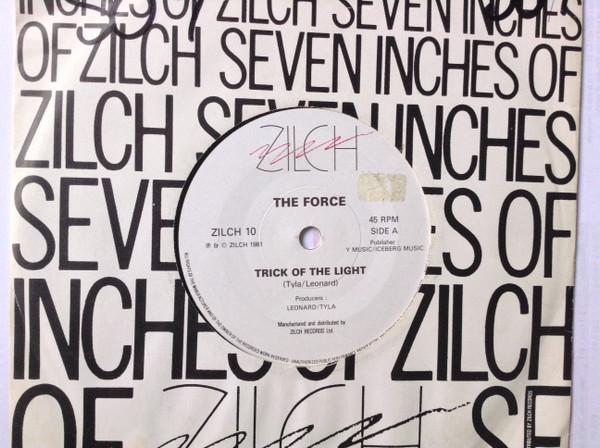 INCHES OF ZILCH SEVEN INCHES
OF ZILCH SEVEN INCHES OF
ZILCH SEVEN INCHES
SEVE ES OF
INCHES OF ZILCH
OF ZILCH SE
ZILCH
THE FORCE
ZILCH 10
℗ & © ZILCH 1981
45 RPM
SIDE A
Publisher :
Y MUSIC/ICEBERG MUSIC
TRICK OF THE LIGHT
(Tyla/Leonard)
Producers :
LEONARD/TYLA
Manufactured and distributed by
ZILCH RECORDS Ltd.